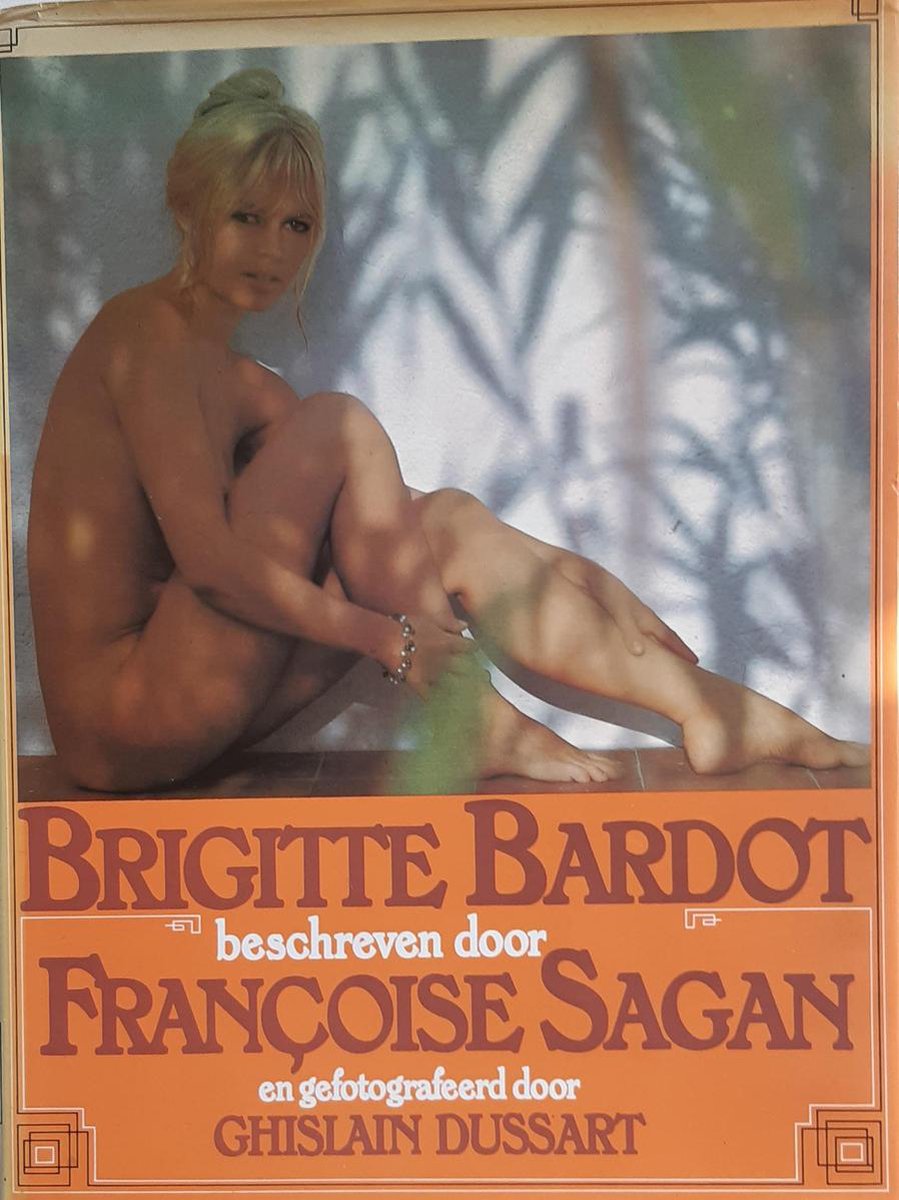 BRIGITTE BARDOT
beschreven door
FRANÇOISE SAGAN
en gefotografeerd door
GHISLAIN DUSSART